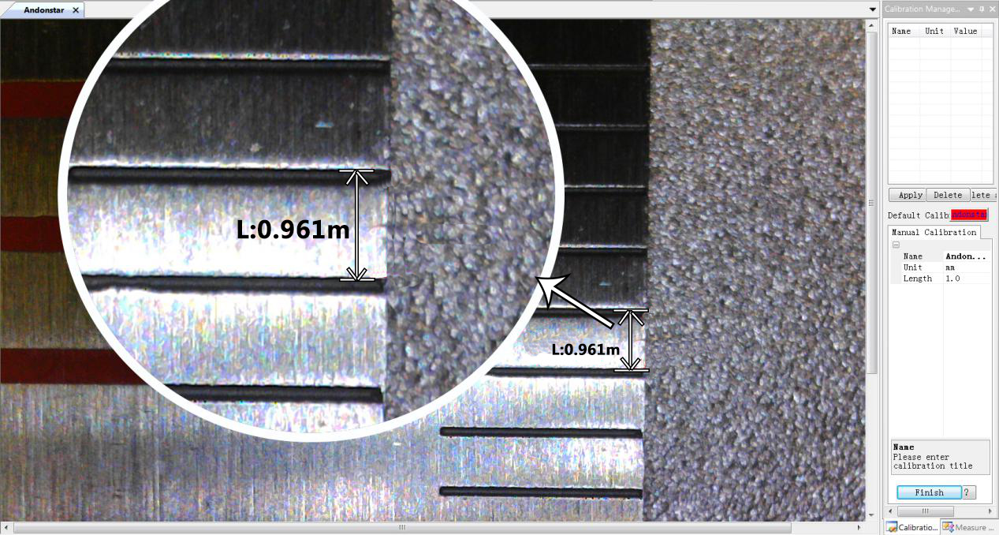 Andonstar
Calibration Manage...
Name Unit Value
Apply Delete lete
Default Calib: ndonsta
Manual Calibration
Name Andon...
Unit mm
Length 1.0
L:0.961m
L:0.961m
Name
Please enter
calibration title
Finish ?
Calibratio... Measure ...